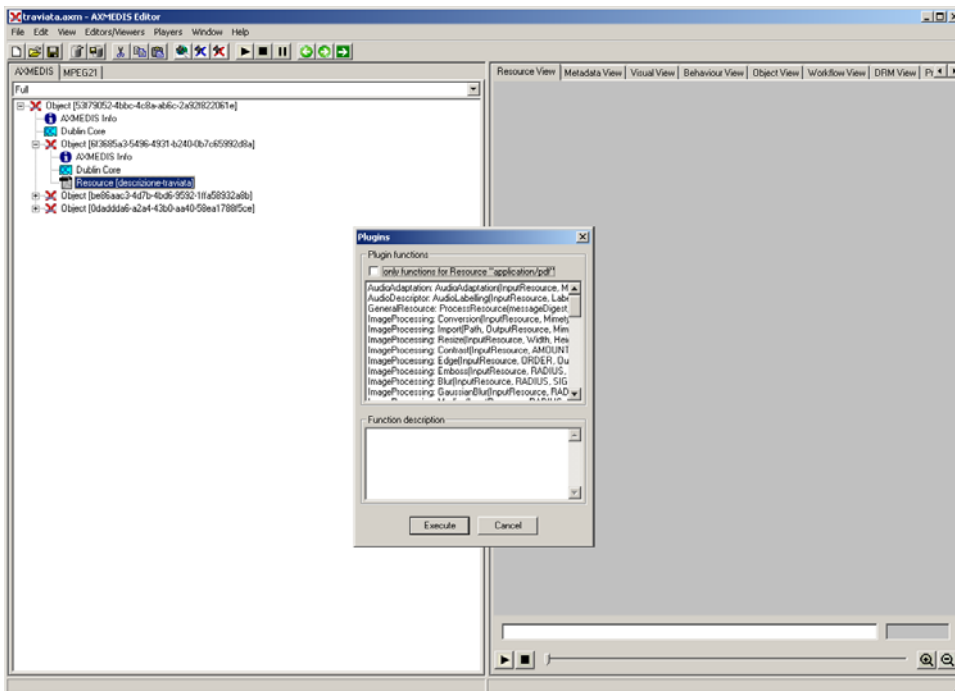 traviata.axm - AXMEDIS Editor
File Edit View Editors/Viewers Players Window Help
AXMEDIS MPEG21
Full
Object [53f79052-4bbc-4c8a-ab6c-2a92f822061e]
AXMEDIS Info
Dublin Core
Object [6f3685a3-5496-4931-b240-0b7c65992d8a]
AXMEDIS Info
Dublin Core
Resource [descrizione-traviata]
Object [be86aac3-4d7b-4bd6-9592-1ffa58932a8b]
Object [0daddda6-a2a4-43b0-aa40-58ea1788f5ce]
Resource View Metadata View Visual View Behaviour View Object View Workflow View DRM View
Plugins
Plugin functions
only functions for Resource "application/pdf"
AudioAdaptation: AudioAdaptation(InputResource, M
AudioDescriptor: AudioLabelling(InputResource, Labe
GeneralResource: ProcessResource(messageDigest,
ImageProcessing: Conversion(InputResource, Mimety
ImageProcessing: Import(Path, OutputResource, Mim
ImageProcessing: Resize(InputResource, Width, Hei
ImageProcessing: Contrast(InputResource, AMOUNT
ImageProcessing: Edge(InputResource, ORDER, Ou
ImageProcessing: Emboss(InputResource, RADIUS,
ImageProcessing: Blur(InputResource, RADIUS, SIG
ImageProcessing: GaussianBlur(InputResource, RAD
Function description
Execute Cancel